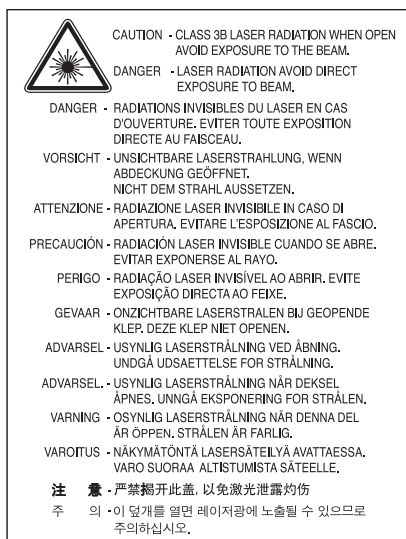 CAUTION - CLASS 3B LASER RADIATION WHEN OPEN
AVOID EXPOSURE TO THE BEAM.
DANGER - LASER RADIATION AVOID DIRECT
EXPOSURE TO BEAM.
DANGER - RADIATIONS INVISIBLES DU LASER EN CAS
D'OUVERTURE. EVITER TOUTE EXPOSITION
DIRECTE AU FAISCEAU.
VORSICHT - UNSICHTBARE LASERSTRAHLUNG, WENN
ABDECKUNG GEÖFFNET.
NICHT DEM STRAHL AUSSETZEN.
ATTENZIONE - RADIAZIONE LASER INVISIBILE IN CASO DI
APERTURA. EVITARE L'ESPOSIZIONE AL FASCIO.
PRECAUCIÓN - RADIACIÓN LASER INVISIBLE CUANDO SE ABRE.
EVITAR EXPONERSE AL RAYO.
PERIGO - RADIAÇÃO LASER INVISÍVEL AO ABRIR. EVITE
EXPOSIÇÃO DIRECTA AO FEIXE.
GEVAAR - ONZICHTBARE LASERSTRALEN BIJ GEOPENDE
KLEP. DEZE KLEP NIET OPENEN.
ADVARSEL - USYNLIG LASERSTRÅLNING VED ÅBNING.
UNDGÅ UDSAETTELSE FOR STRÅLNING.
ADVARSEL. - USYNLIG LASERSTRÅLNING NÅR DEKSEL
ÅPNES. UNNGÅ EKSPONERING FOR STRÅLEN.
VARNING - OSYNLIG LASERSTRÅLNING NÄR DENNA DEL
ÄR ÖPPEN. STRÅLEN ÄR FARLIG.
VAROITUS - NÄKYMÄTÖNTÄ LASERSÄTEILYÄ AVATTAESSA.
VARO SUORAA ALTISTUMISTA SÄTEELLE.
注 意 - 严禁揭开此盖, 以免激光泄露灼伤
주 의 - 이 덮개를 열면 레이저광에 노출될 수 있으므로
주의하십시오.